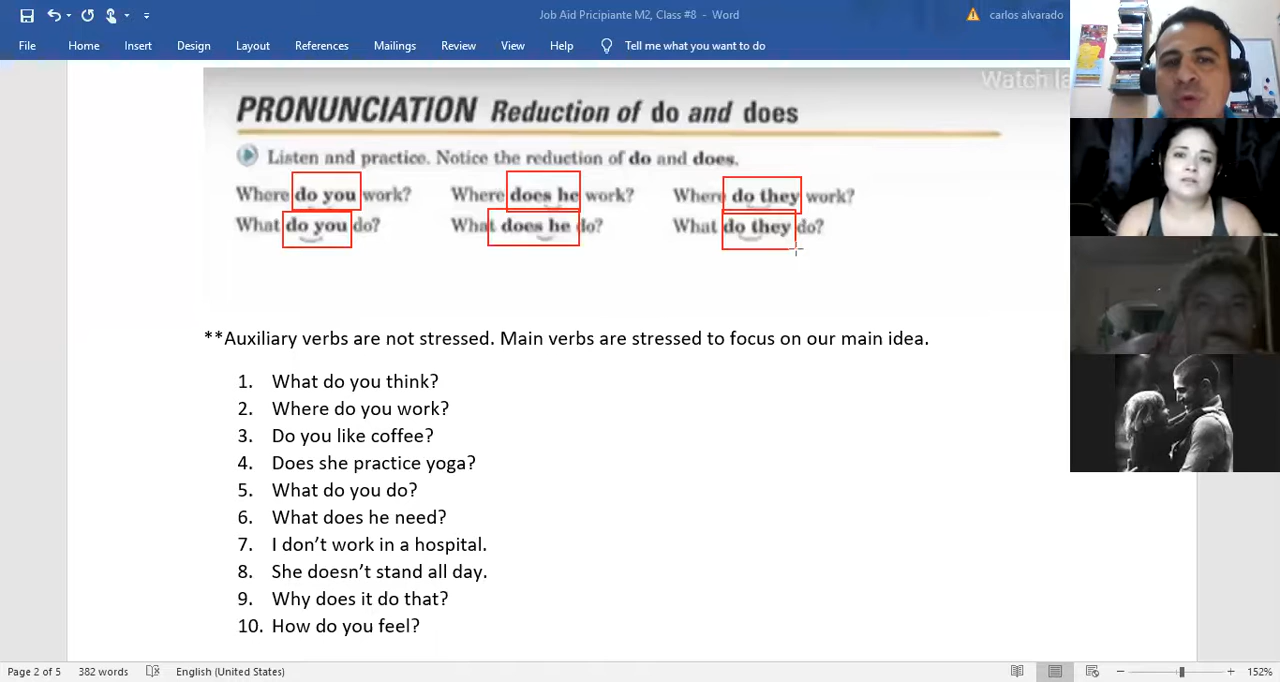 Job Aid Pricipiante M2, Class #8 - Word
carlos alvarado
File Home Insert Design Layout References Mailings Review View Help Tell me what you want to do
Watch la
PRONUNCIATION Reduction of do and does
Listen and practice. Notice the reduction of do and does.
Where do you work? Where does he work? Where do they work?
What do you do? What does he do? What do they do?
**Auxiliary verbs are not stressed. Main verbs are stressed to focus on our main idea.
1. What do you think?
2. Where do you work?
3. Do you like coffee?
4. Does she practice yoga?
5. What do you do?
6. What does he need?
7. I don’t work in a hospital.
8. She doesn’t stand all day.
9. Why does it do that?
10. How do you feel?
Page 2 of 5 382 words English (United States) 152%